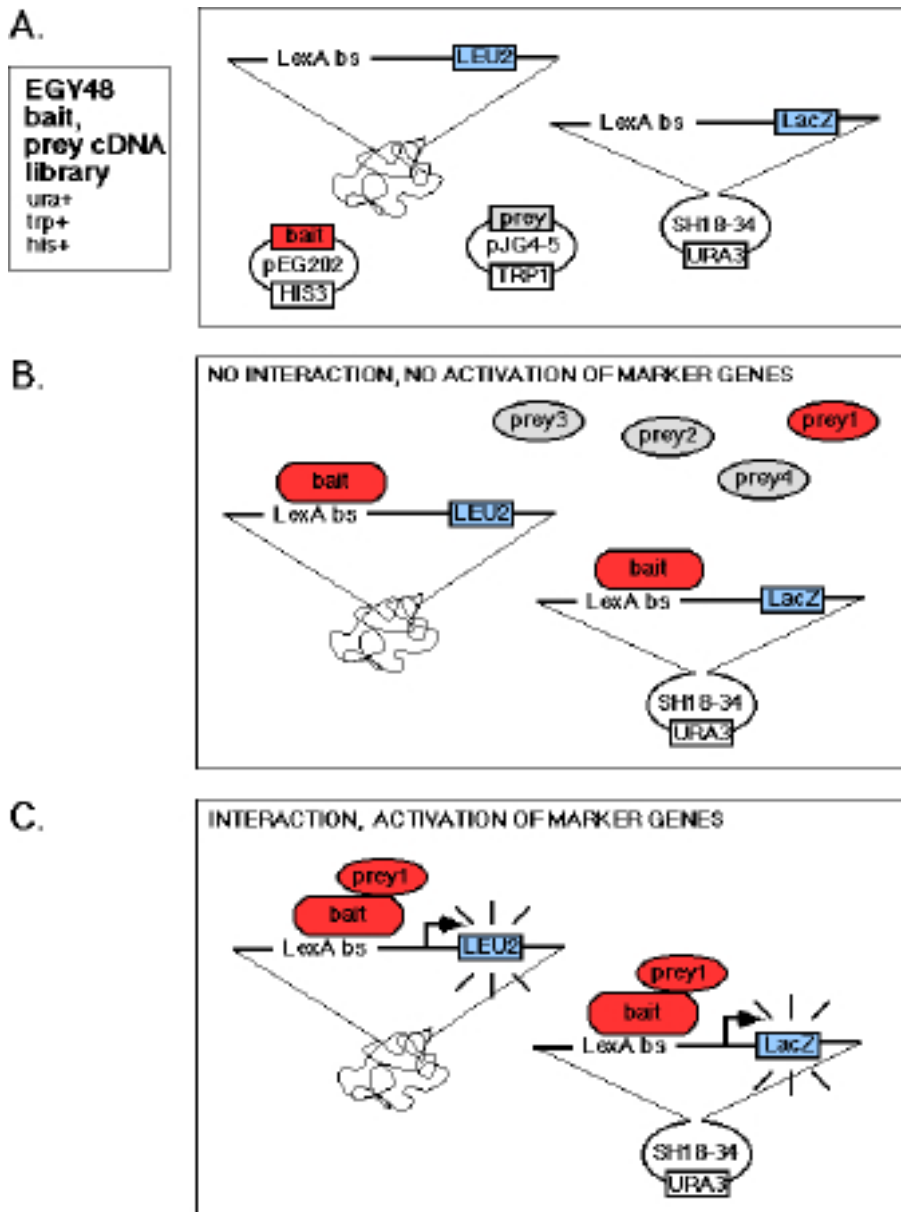 A.
EGY48
bait,
prey cDNA
library
ura+
trp+
his+
LexA bs
LEU2
LexA bs
LacZ
bait
pEG202
HIS3
prey
pJG4-5
TRP1
SH18-34
URA3
B.
NO INTERACTION, NO ACTIVATION OF MARKER GENES
prey3
prey2
prey1
prey4
bait
LexA bs
LEU2
bait
LexA bs
LacZ
SH18-34
URA3
C.
INTERACTION, ACTIVATION OF MARKER GENES
prey1
bait
LexA bs
LEU2
prey1
bait
LexA bs
LacZ
SH18-34
URA3